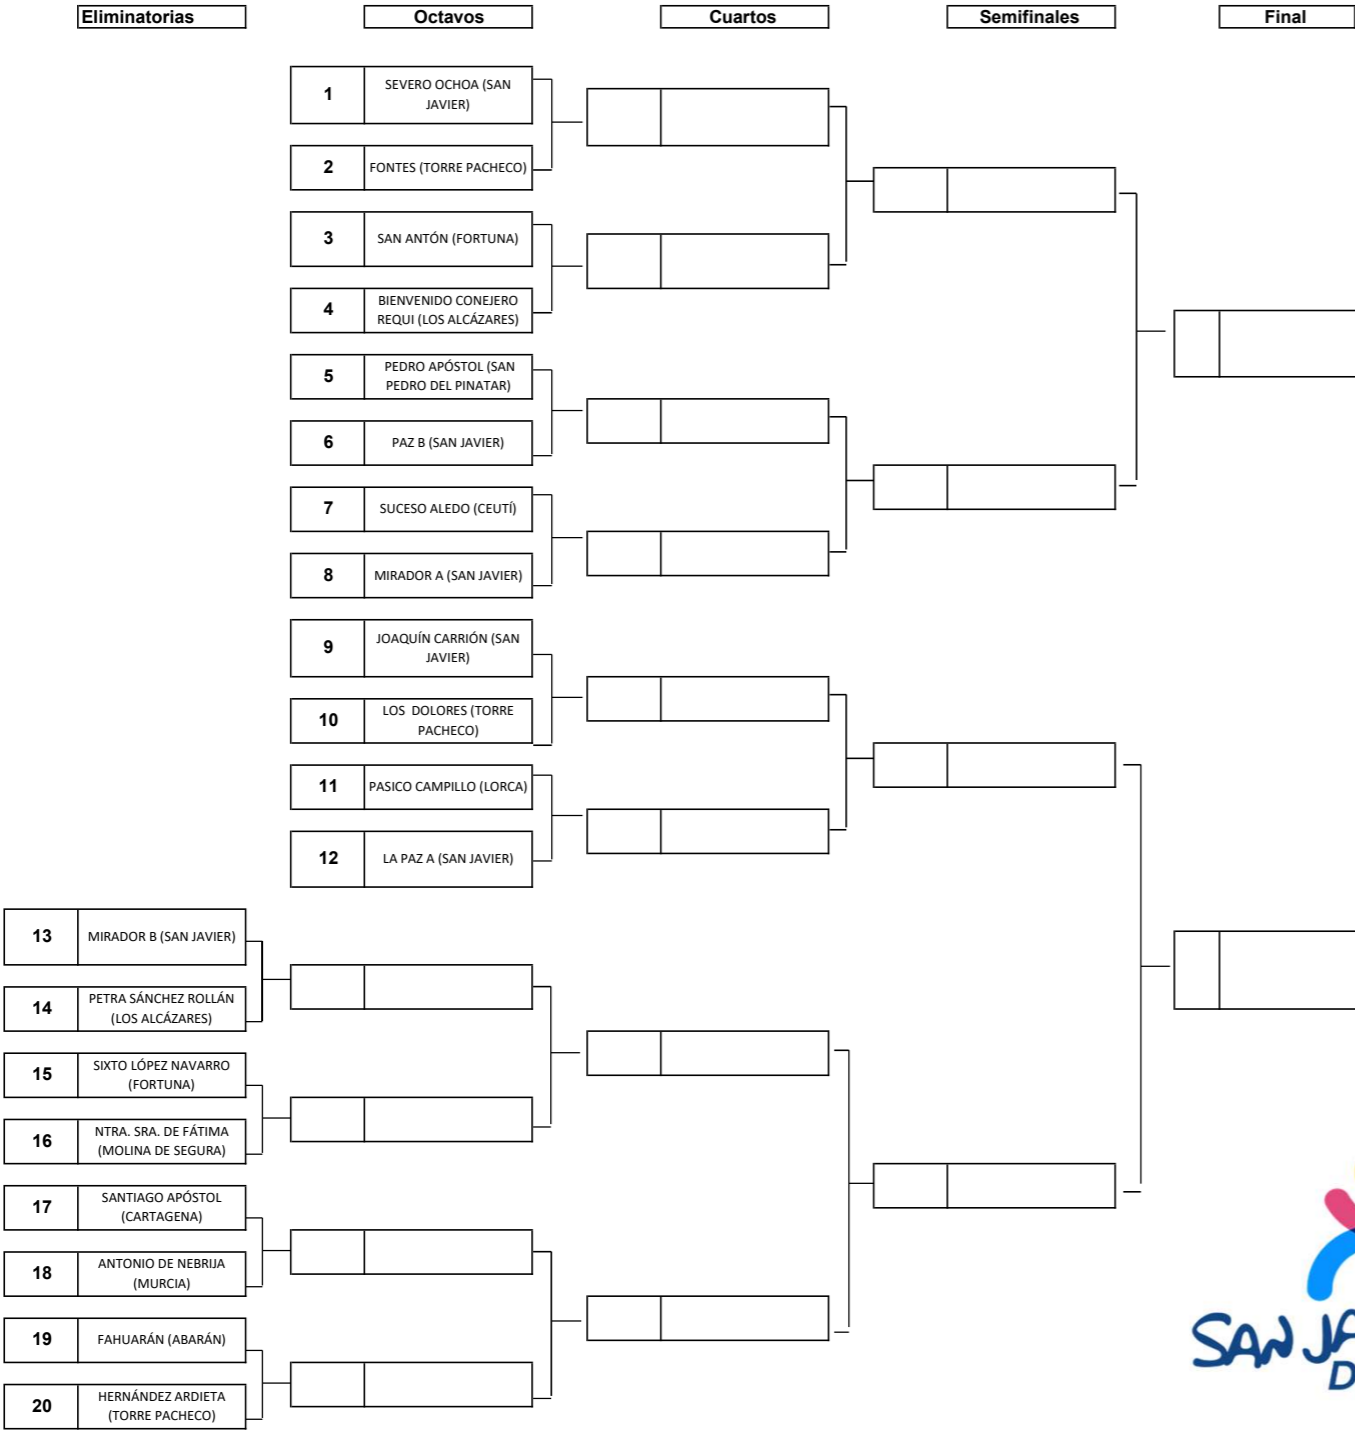 Eliminatorias
Octavos
Cuartos
Semifinales
Final
1
SEVERO OCHOA (SAN
JAVIER)
2
FONTES (TORRE PACHECO)
3
SAN ANTÓN (FORTUNA)
4
BIENVENIDO CONEJERO
REQUI (LOS ALCÁZARES)
5
PEDRO APÓSTOL (SAN
PEDRO DEL PINATAR)
6
PAZ B (SAN JAVIER)
7
SUCESO ALEDO (CEUTÍ)
8
MIRADOR A (SAN JAVIER)
9
JOAQUÍN CARRIÓN (SAN
JAVIER)
10
LOS DOLORES (TORRE
PACHECO)
11
PASICO CAMPILLO (LORCA)
12
LA PAZ A (SAN JAVIER)
13
MIRADOR B (SAN JAVIER)
14
PETRA SÁNCHEZ ROLLÁN
(LOS ALCÁZARES)
15
SIXTO LÓPEZ NAVARRO
(FORTUNA)
16
NTRA. SRA. DE FÁTIMA
(MOLINA DE SEGURA)
17
SANTIAGO APÓSTOL
(CARTAGENA)
18
ANTONIO DE NEBRIJA
(MURCIA)
19
FAHUARÁN (ABARÁN)
20
HERNÁNDEZ ARDIETA
(TORRE PACHECO)
SAN JA
D